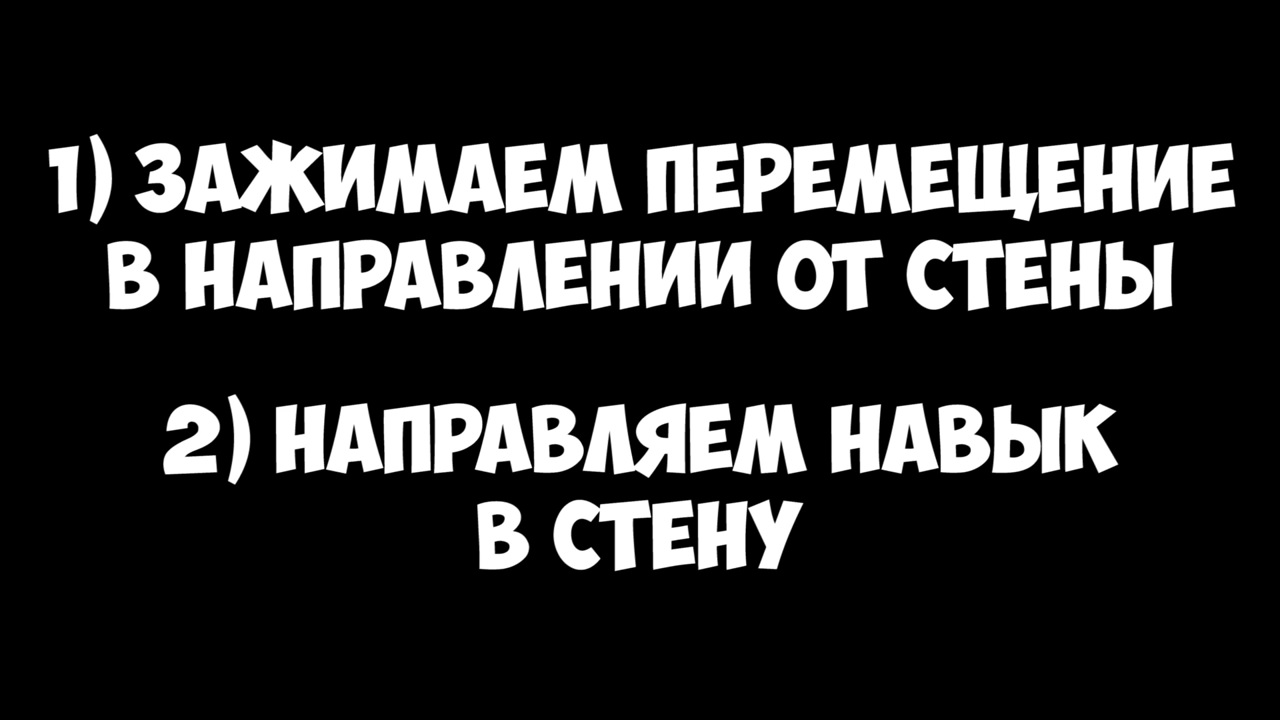 1) ЗАЖИМАЕМ ПЕРЕМЕЩЕНИЕ
В НАПРАВЛЕНИИ ОТ СТЕНЫ
2) НАПРАВЛЯЕМ НАВЫК
В СТЕНУ